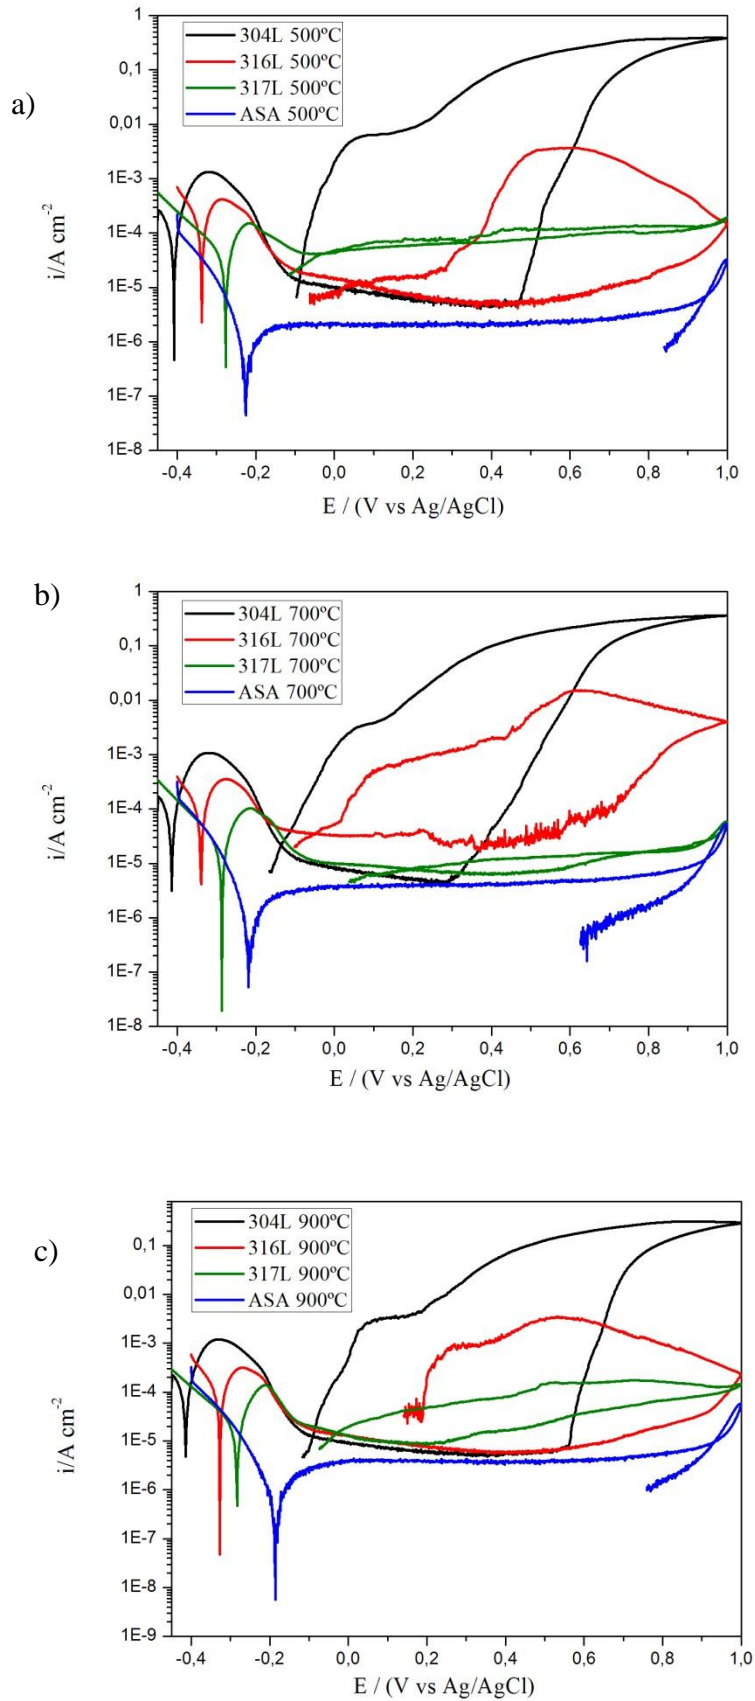 a)
304L 500ºC
316L 500ºC
317L 500ºC
ASA 500ºC
1
0,1
0,01
1E-3
1E-4
1E-5
1E-6
1E-7
1E-8
i/A cm-2
-0,4 -0,2 0,0 0,2 0,4 0,6 0,8 1,0
E / (V vs Ag/AgCl)
b)
304L 700ºC
316L 700ºC
317L 700ºC
ASA 700ºC
1
0,1
0,01
1E-3
1E-4
1E-5
1E-6
1E-7
1E-8
i/A cm-2
-0,4 -0,2 0,0 0,2 0,4 0,6 0,8 1,0
E / (V vs Ag/AgCl)
c)
304L 900ºC
316L 900ºC
317L 900ºC
ASA 900ºC
0,1
0,01
1E-3
1E-4
1E-5
1E-6
1E-7
1E-8
1E-9
i/A cm-2
-0,4 -0,2 0,0 0,2 0,4 0,6 0,8 1,0
E / (V vs Ag/AgCl)